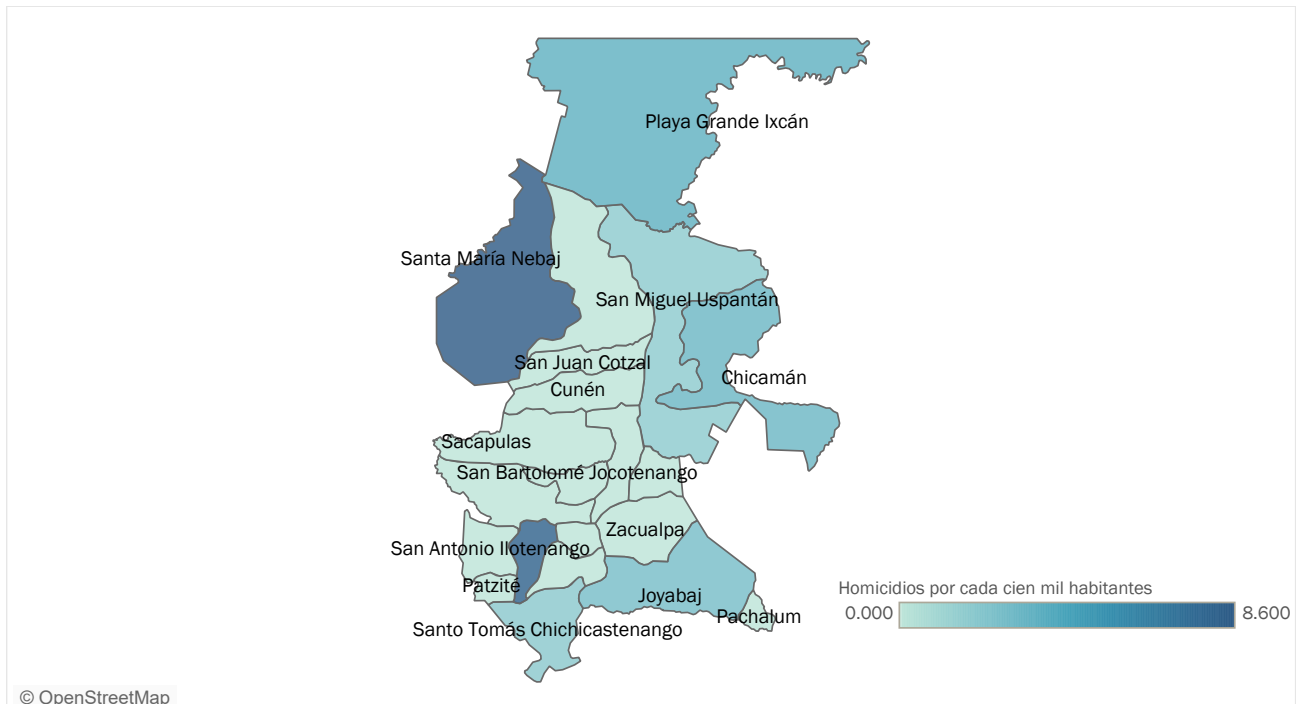 Playa Grande Ixcán
Santa María Nebaj
San Miguel Uspantán
San Juan Cotzal
Chicamán
Cunén
Sacapulas
San Bartolomé Jocotenango
Zacualpa
San Antonio Ilotenango
Patzité
Joyabaj
Pachalum
Santo Tomás Chichicastenango
Homicidios por cada cien mil habitantes
0.000 8.600
© OpenStreetMap